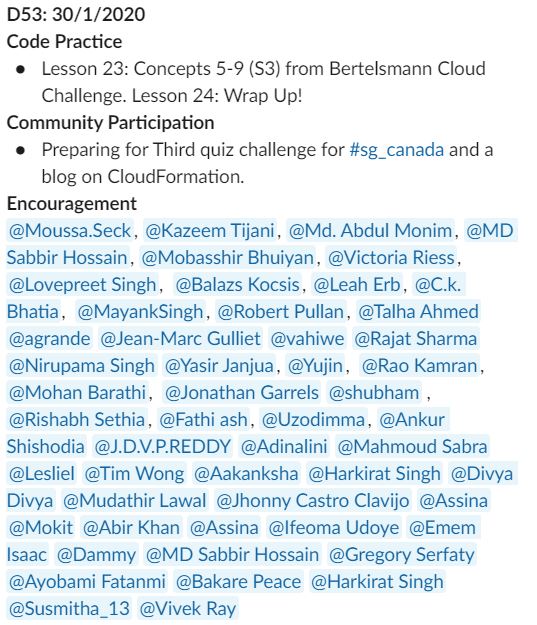 D53: 30/1/2020
Code Practice
● Lesson 23: Concepts 5-9 (S3) from Bertelsmann Cloud
Challenge. Lesson 24: Wrap Up!
Community Participation
● Preparing for Third quiz challenge for #sg_canada and a
blog on CloudFormation.
Encouragement
@Moussa.Seck, @Kazeem Tijani, @Md. Abdul Monim, @MD
Sabbir Hossain, @Mobasshir Bhuiyan, @Victoria Riess,
@Lovepreet Singh, @Balazs Kocsis, @Leah Erb, @C.k.
Bhatia, @MayankSingh, @Robert Pullan, @Talha Ahmed
@agrande @Jean-Marc Gulliet @vahiwe @Rajat Sharma
@Nirupama Singh @Yasir Janjua, @Yujin, @Rao Kamran,
@Mohan Barathi, @Jonathan Garrels @shubham ,
@Rishabh Sethia, @Fathi ash, @Uzodimma, @Ankur
Shishodia @J.D.V.P.REDDY @Adinalini @Mahmoud Sabra
@Lesliel @Tim Wong @Aakanksha @Harkirat Singh @Divya
Divya @Mudathir Lawal @Jhonny Castro Clavijo @Assina
@Mokit @Abir Khan @Assina @Ifeoma Udoye @Emem
Isaac @Dammy @MD Sabbir Hossain @Gregory Serfaty
@Ayobami Fatanmi @Bakare Peace @Harkirat Singh
@Susmitha_13 @Vivek Ray